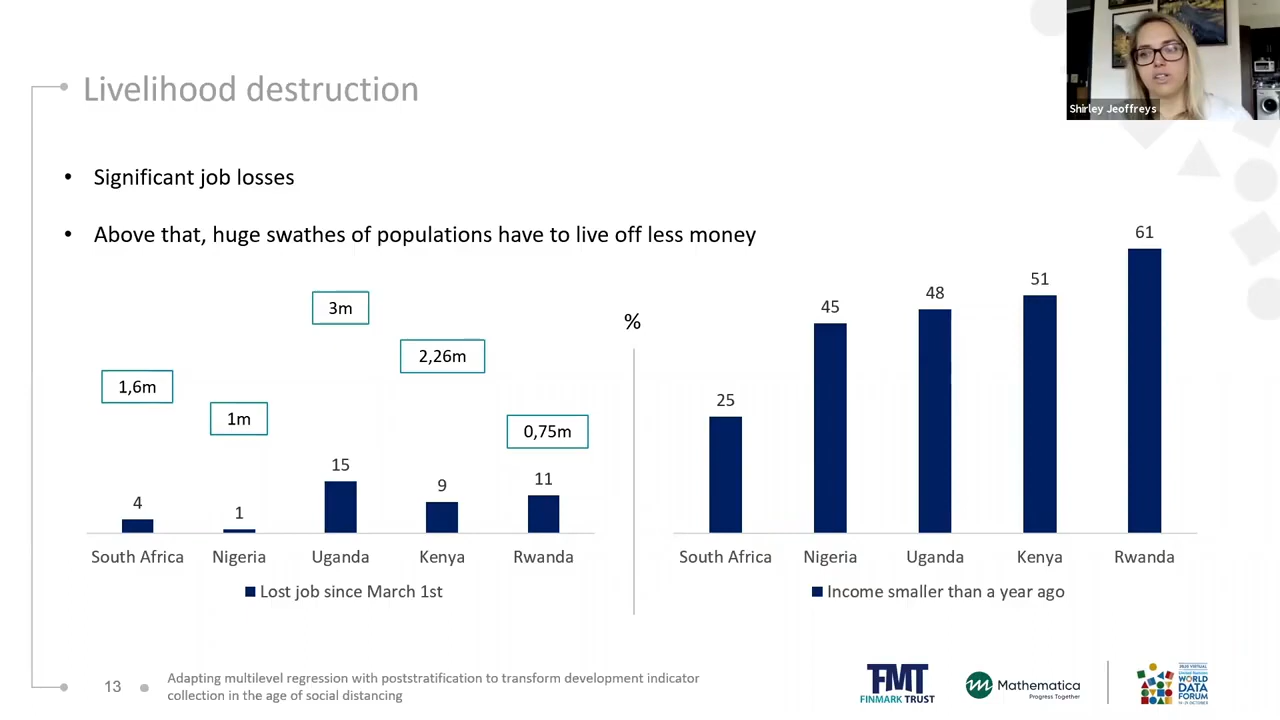 Shirley Jeoffreys
Livelihood destruction
• Significant job losses
• Above that, huge swathes of populations have to live off less money
1,6m
1m
3m
2,26m
0,75m
4
1
15
9
11
South Africa
Nigeria
Uganda
Kenya
Rwanda
Lost job since March 1st
%
25
45
48
51
61
South Africa
Nigeria
Uganda
Kenya
Rwanda
Income smaller than a year ago
13
Adapting multilevel regression with poststratification to transform development indicator
collection in the age of social distancing
FMT
FINMARK TRUST
Mathematica
Progress Together
2020 VIRTUAL
United Nations
WORLD
DATA
FORUM